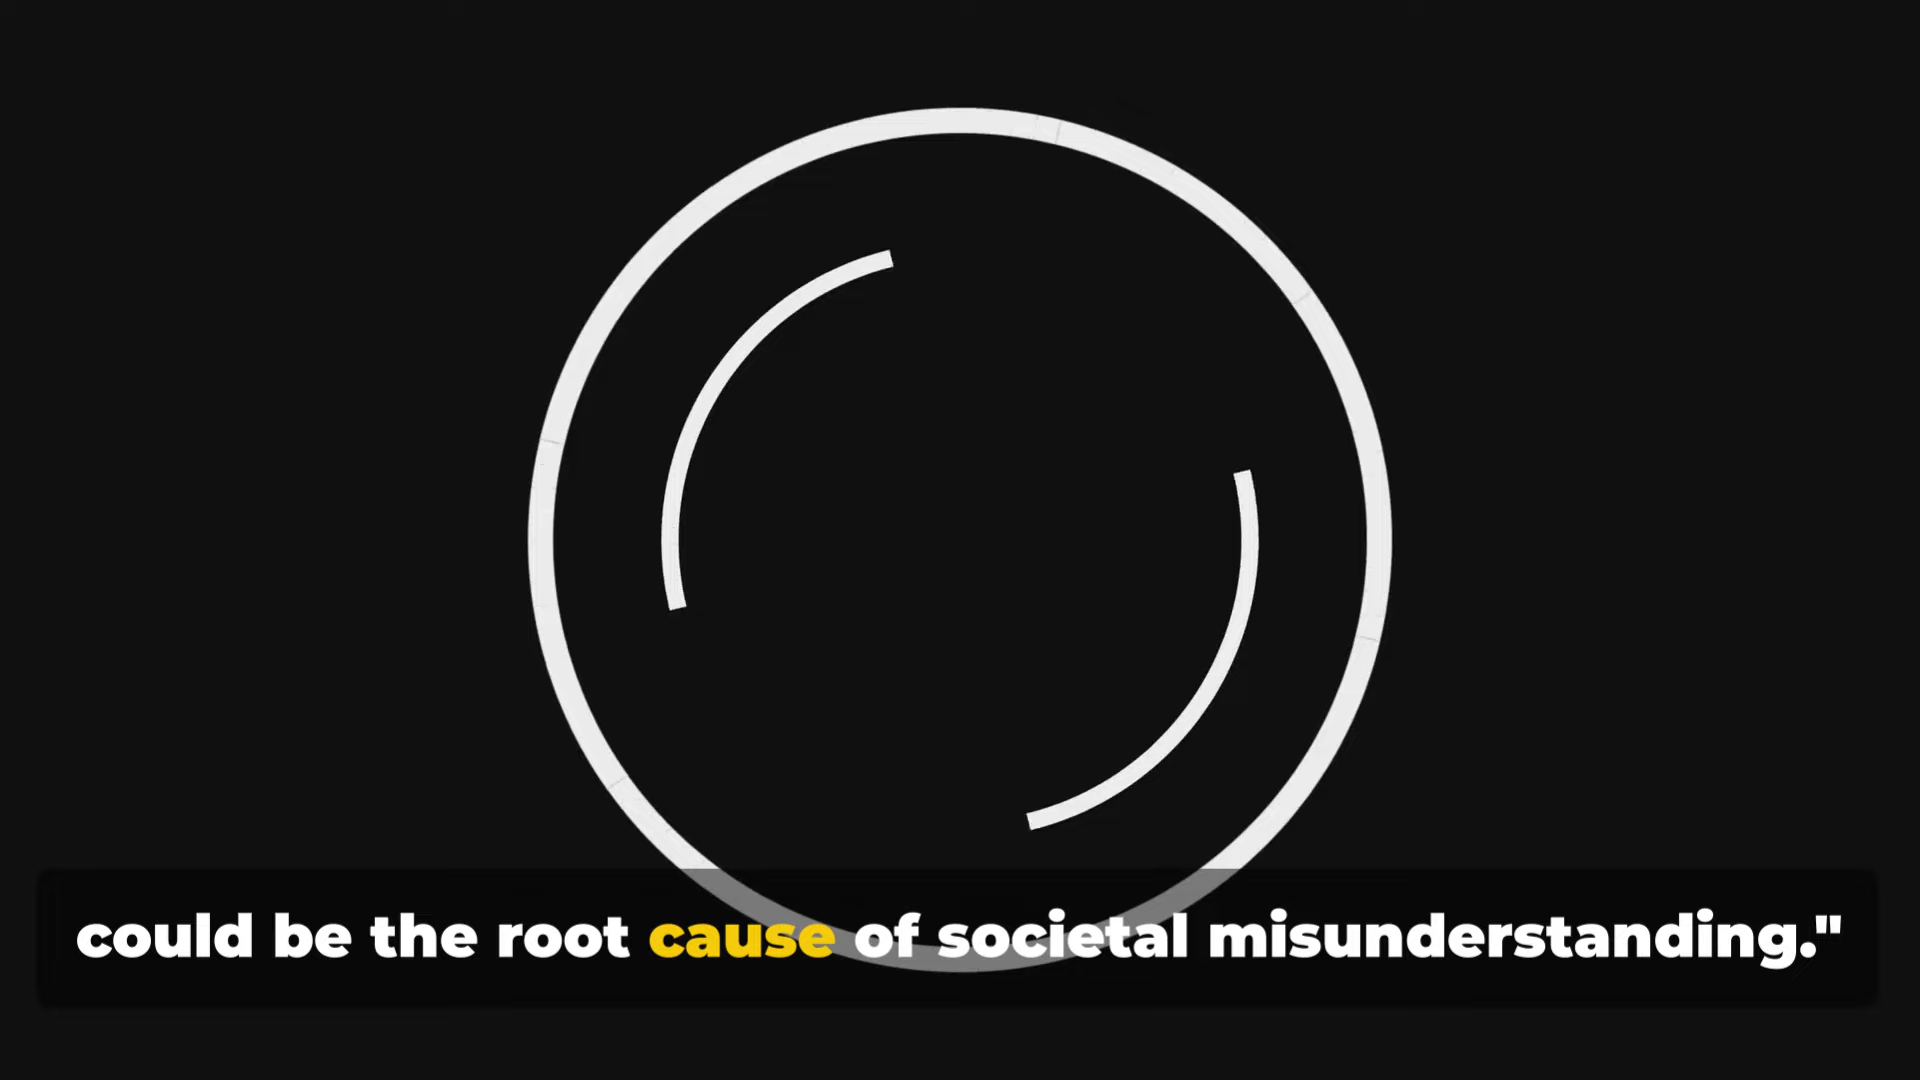 could be the root cause of societal misunderstanding."